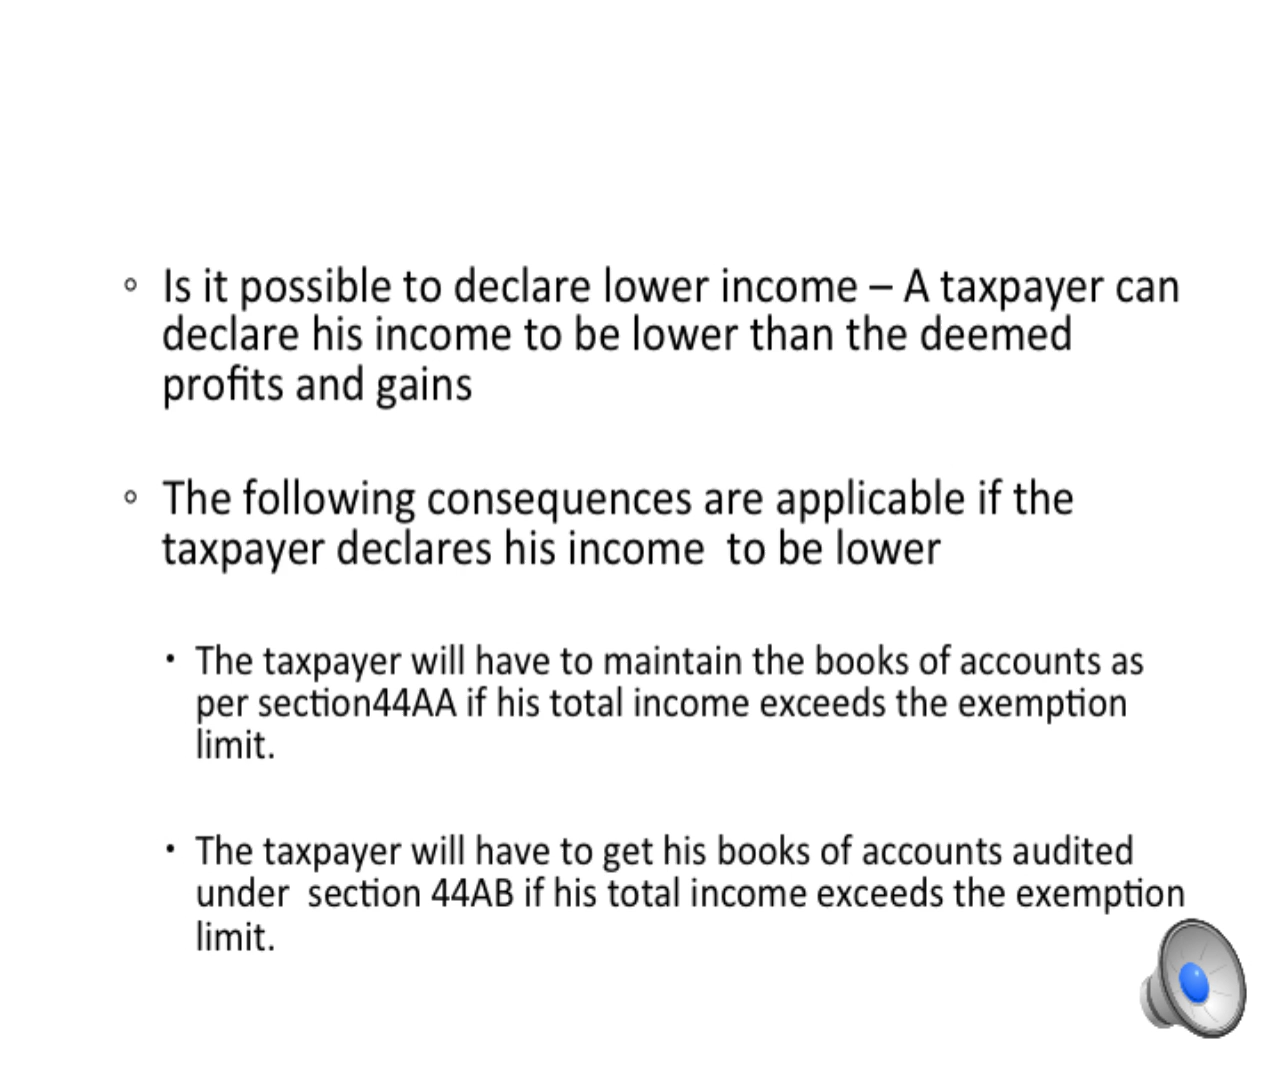 ◦ Is it possible to declare lower income – A taxpayer can
declare his income to be lower than the deemed
profits and gains
◦ The following consequences are applicable if the
taxpayer declares his income  to be lower
• The taxpayer will have to maintain the books of accounts as
per section44AA if his total income exceeds the exemption
limit.
• The taxpayer will have to get his books of accounts audited
under  section 44AB if his total income exceeds the exemption
limit.